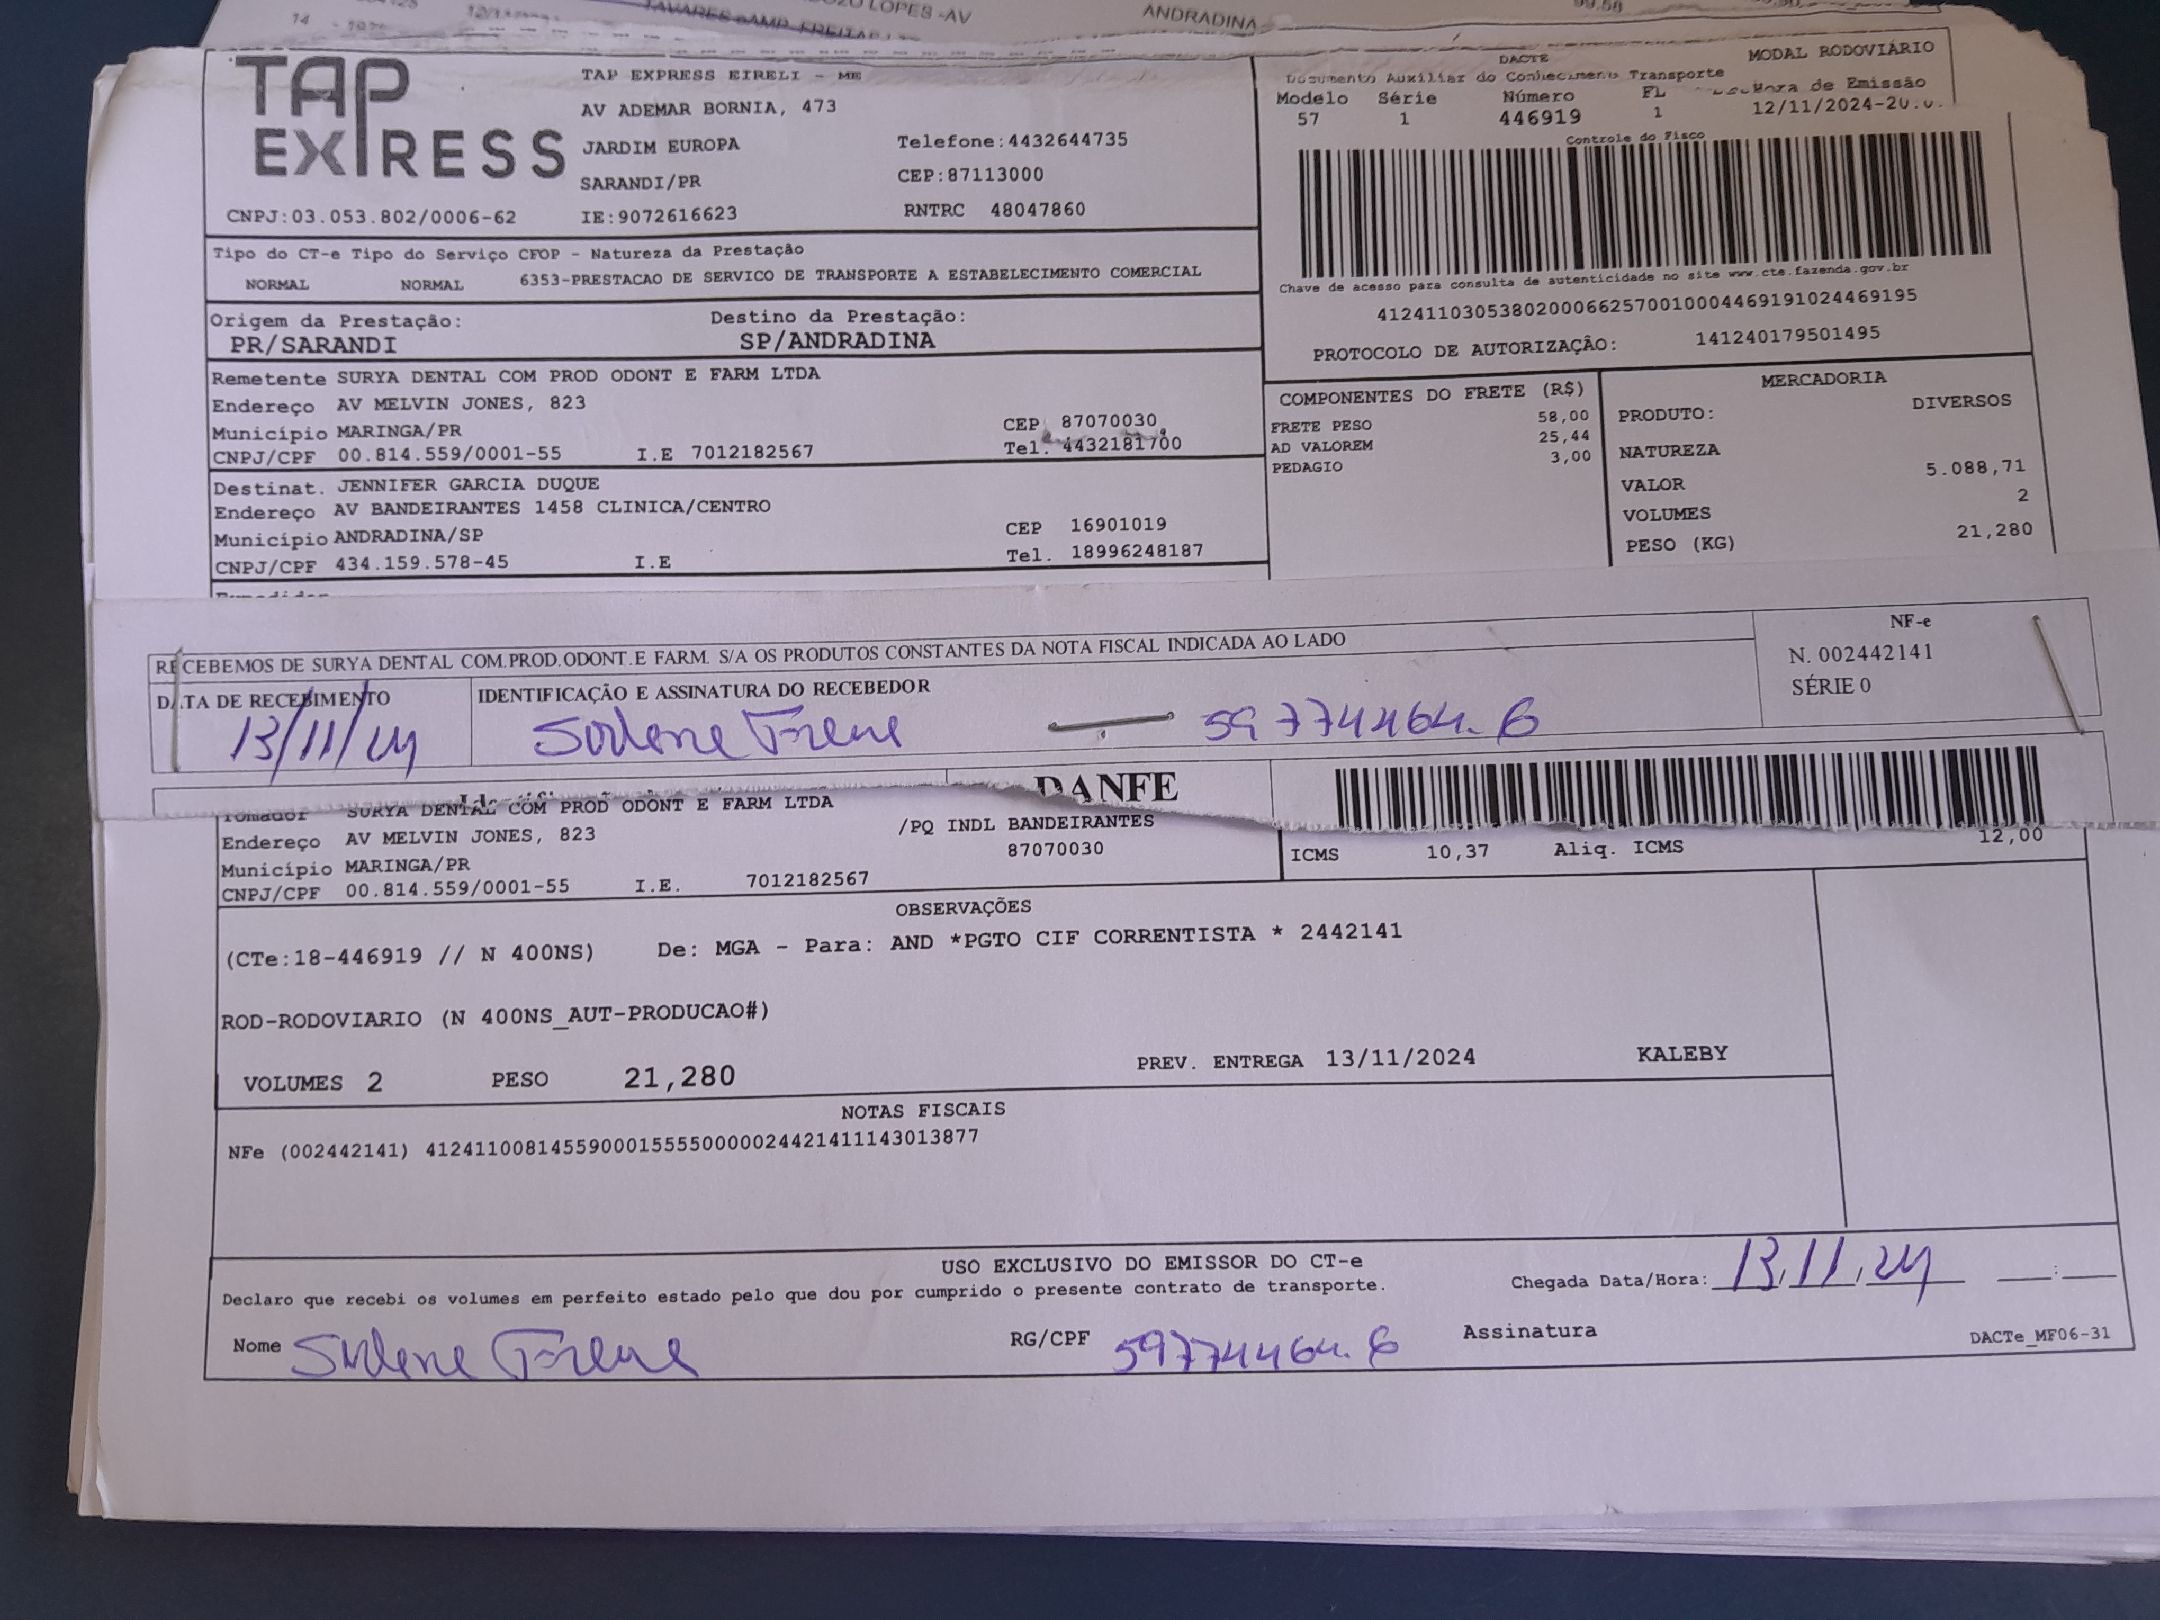 ANDRADINA
TAP EXPRESS
TAP EXPRESS EIRELI - ME
AV ADEMAR BORNIA, 473
JARDIM EUROPA Telefone:4432644735
SARANDI/PR CEP:87113000
CNPJ:03.053.802/0006-62 IE:9072616623 RNTRC 48047860
DACTE MODAL RODOVIÁRIO
Documento Auxiliar do Conhecimento Transporte
Modelo Série Número FL Hora de Emissão
57 1 446919 1 12/11/2024
Controle do Fisco
Chave de acesso para consulta de autenticidade no site www.cte.fazenda.gov.br
41241103053802000662570010004469191024469195
PROTOCOLO DE AUTORIZAÇÃO: 141240179501495
Tipo do CT-e Tipo do Serviço CFOP - Natureza da Prestação
NORMAL NORMAL 6353-PRESTACAO DE SERVICO DE TRANSPORTE A ESTABELECIMENTO COMERCIAL
Origem da Prestação: Destino da Prestação:
PR/SARANDI SP/ANDRADINA
Remetente SURYA DENTAL COM PROD ODONT E FARM LTDA
Endereço AV MELVIN JONES, 823
Município MARINGA/PR CEP 87070030
CNPJ/CPF 00.814.559/0001-55 I.E 7012182567 Tel. 4432181700
Destinat. JENNIFER GARCIA DUQUE
Endereço AV BANDEIRANTES 1458 CLINICA/CENTRO
Município ANDRADINA/SP CEP 16901019
CNPJ/CPF 434.159.578-45 I.E Tel. 18996248187
COMPONENTES DO FRETE (R$)
FRETE PESO 58,00
AD VALOREM 25,44
PEDAGIO 3,00
MERCADORIA
PRODUTO: DIVERSOS
NATUREZA
VALOR 5.088,71
VOLUMES 2
PESO (KG) 21,280
RECEBEMOS DE SURYA DENTAL COM.PROD.ODONT.E FARM. S/A OS PRODUTOS CONSTANTES DA NOTA FISCAL INDICADA AO LADO
NF-e
N. 002442141
SÉRIE 0
DATA DE RECEBIMENTO IDENTIFICAÇÃO E ASSINATURA DO RECEBEDOR
13/11/24 59774464.6
DANFE
Tomador SURYA DENTAL COM PROD ODONT E FARM LTDA
Endereço AV MELVIN JONES, 823 /PQ INDL BANDEIRANTES
Município MARINGA/PR 87070030
CNPJ/CPF 00.814.559/0001-55 I.E. 7012182567
ICMS 10,37 Aliq. ICMS 12,00
OBSERVAÇÕES
(CTe:18-446919 // N 400NS) De: MGA - Para: AND *PGTO CIF CORRENTISTA * 2442141
ROD-RODOVIARIO (N 400NS_AUT-PRODUCAO#)
VOLUMES 2 PESO 21,280 PREV. ENTREGA 13/11/2024 KALEBY
NOTAS FISCAIS
NFe (002442141) 41241100814559000155550000024421411143013877
USO EXCLUSIVO DO EMISSOR DO CT-e
Declaro que recebi os volumes em perfeito estado pelo que dou por cumprido o presente contrato de transporte.
Chegada Data/Hora: 13.11.24
Nome RG/CPF 59774464.6 Assinatura
DACTe_MF06-31